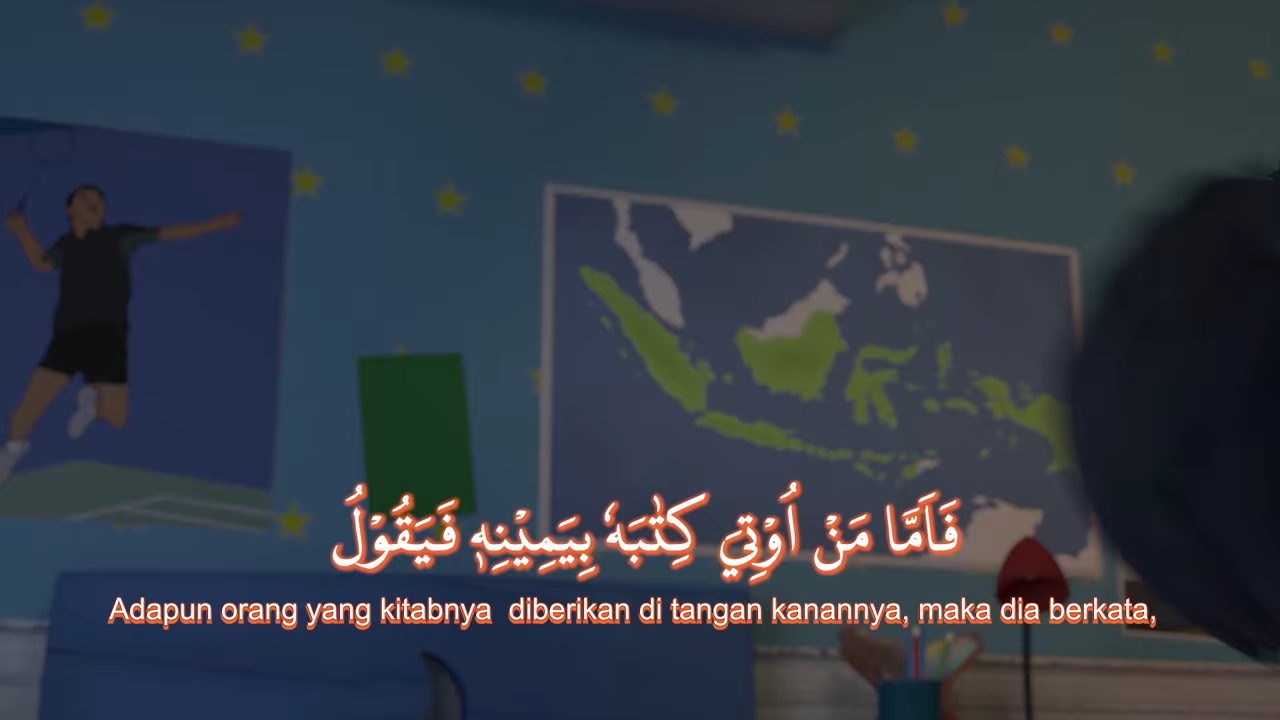 فَاَمَّا مَنْ اُوْتِيَ كِتٰبَهٗ بِيَمِيْنِهٖ فَيَقُوْلُ
Adapun orang yang kitabnya  diberikan di tangan kanannya, maka dia berkata,